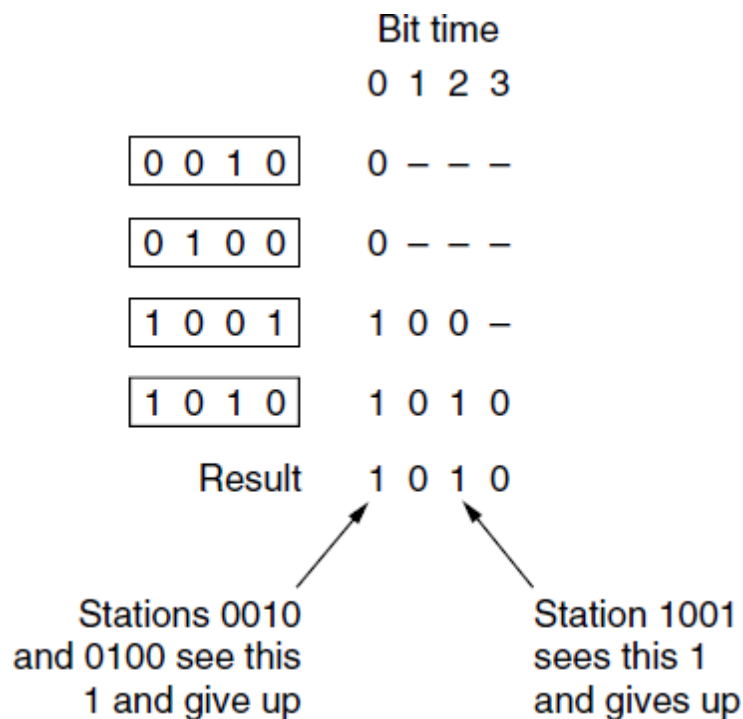 Bit time
0 1 2 3
0 0 1 0 0 – – –
0 1 0 0 0 – – –
1 0 0 1 1 0 0 –
1 0 1 0 1 0 1 0
Result 1 0 1 0
Stations 0010
and 0100 see this
1 and give up
Station 1001
sees this 1
and gives up